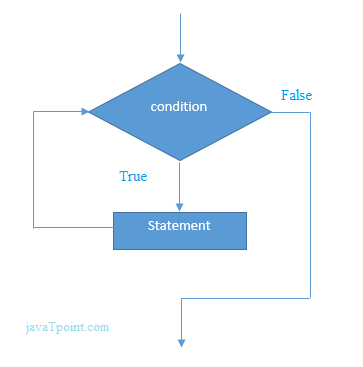 condition
False
True
Statement
javaTpoint.com